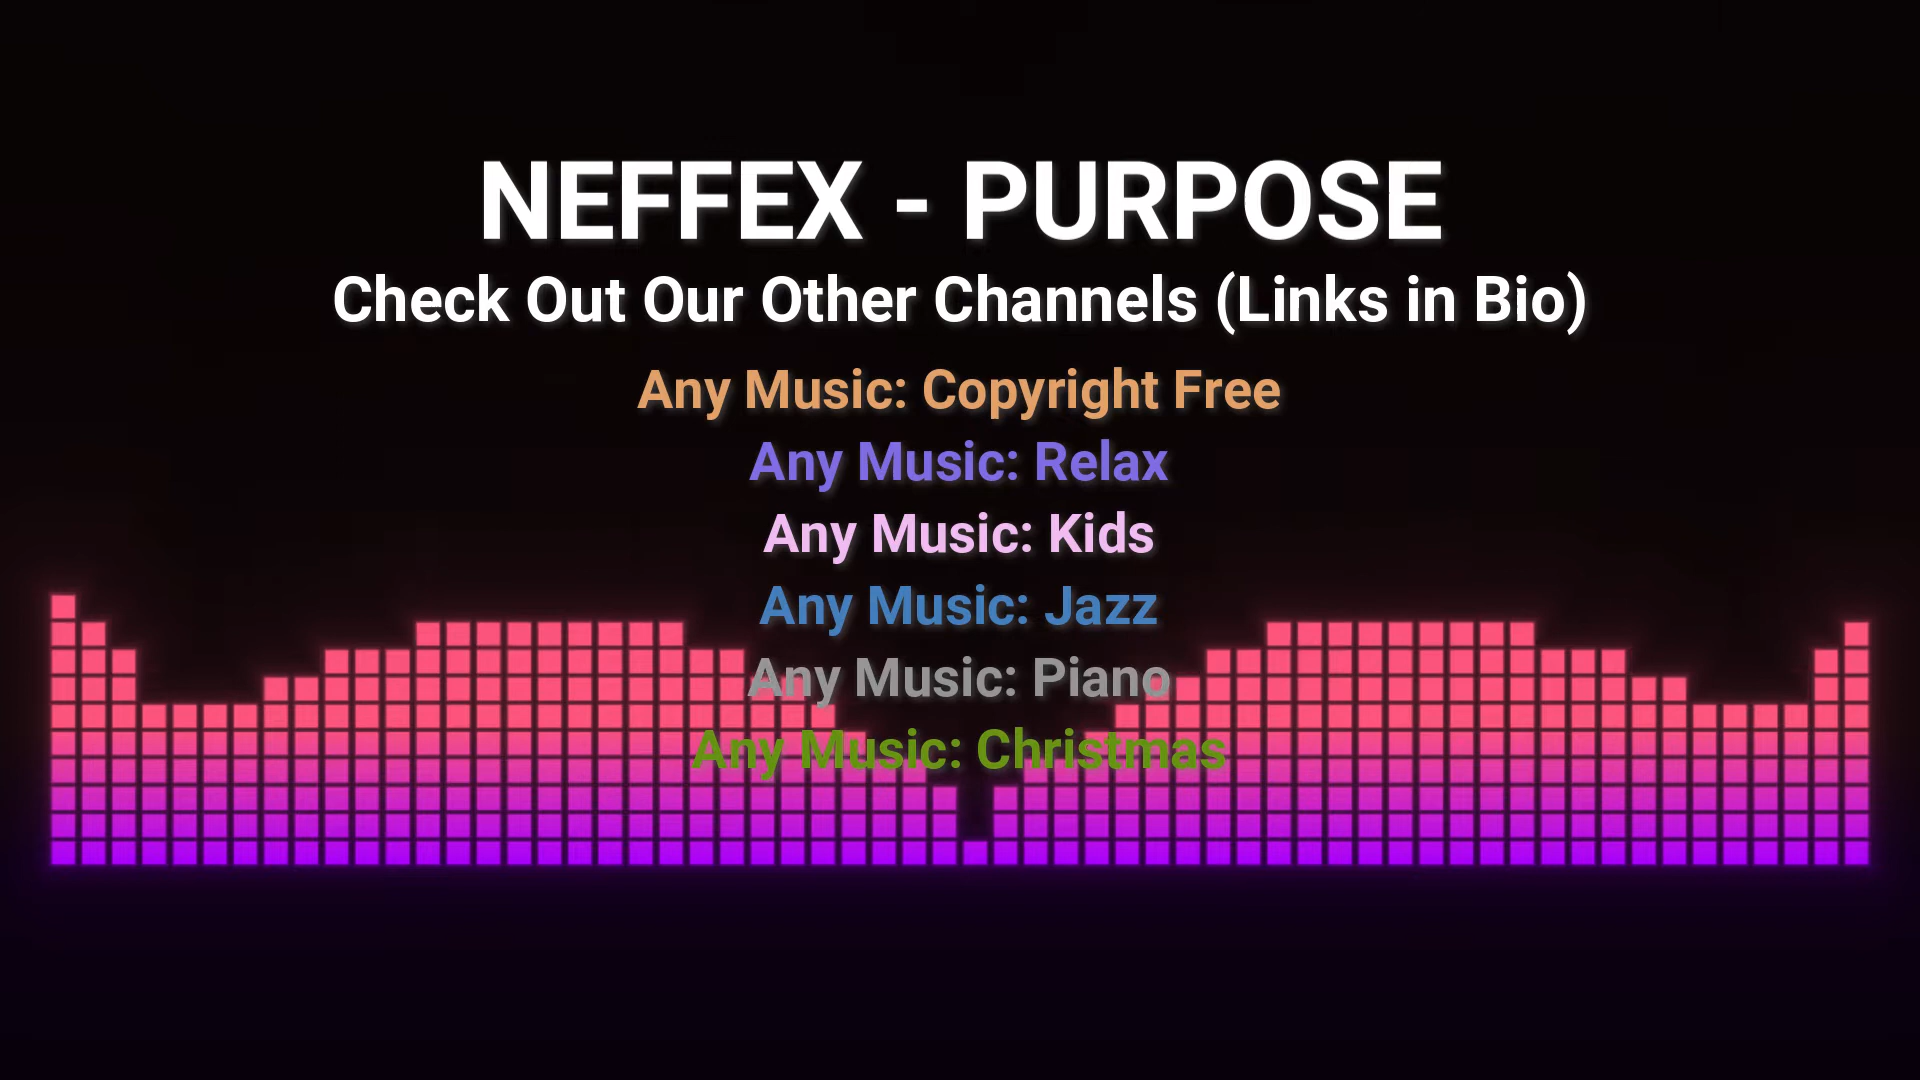 NEFFEX - PURPOSE
Check Out Our Other Channels (Links in Bio)
Any Music: Copyright Free
Any Music: Relax
Any Music: Kids
Any Music: Jazz
Any Music: Piano
Any Music: Christmas